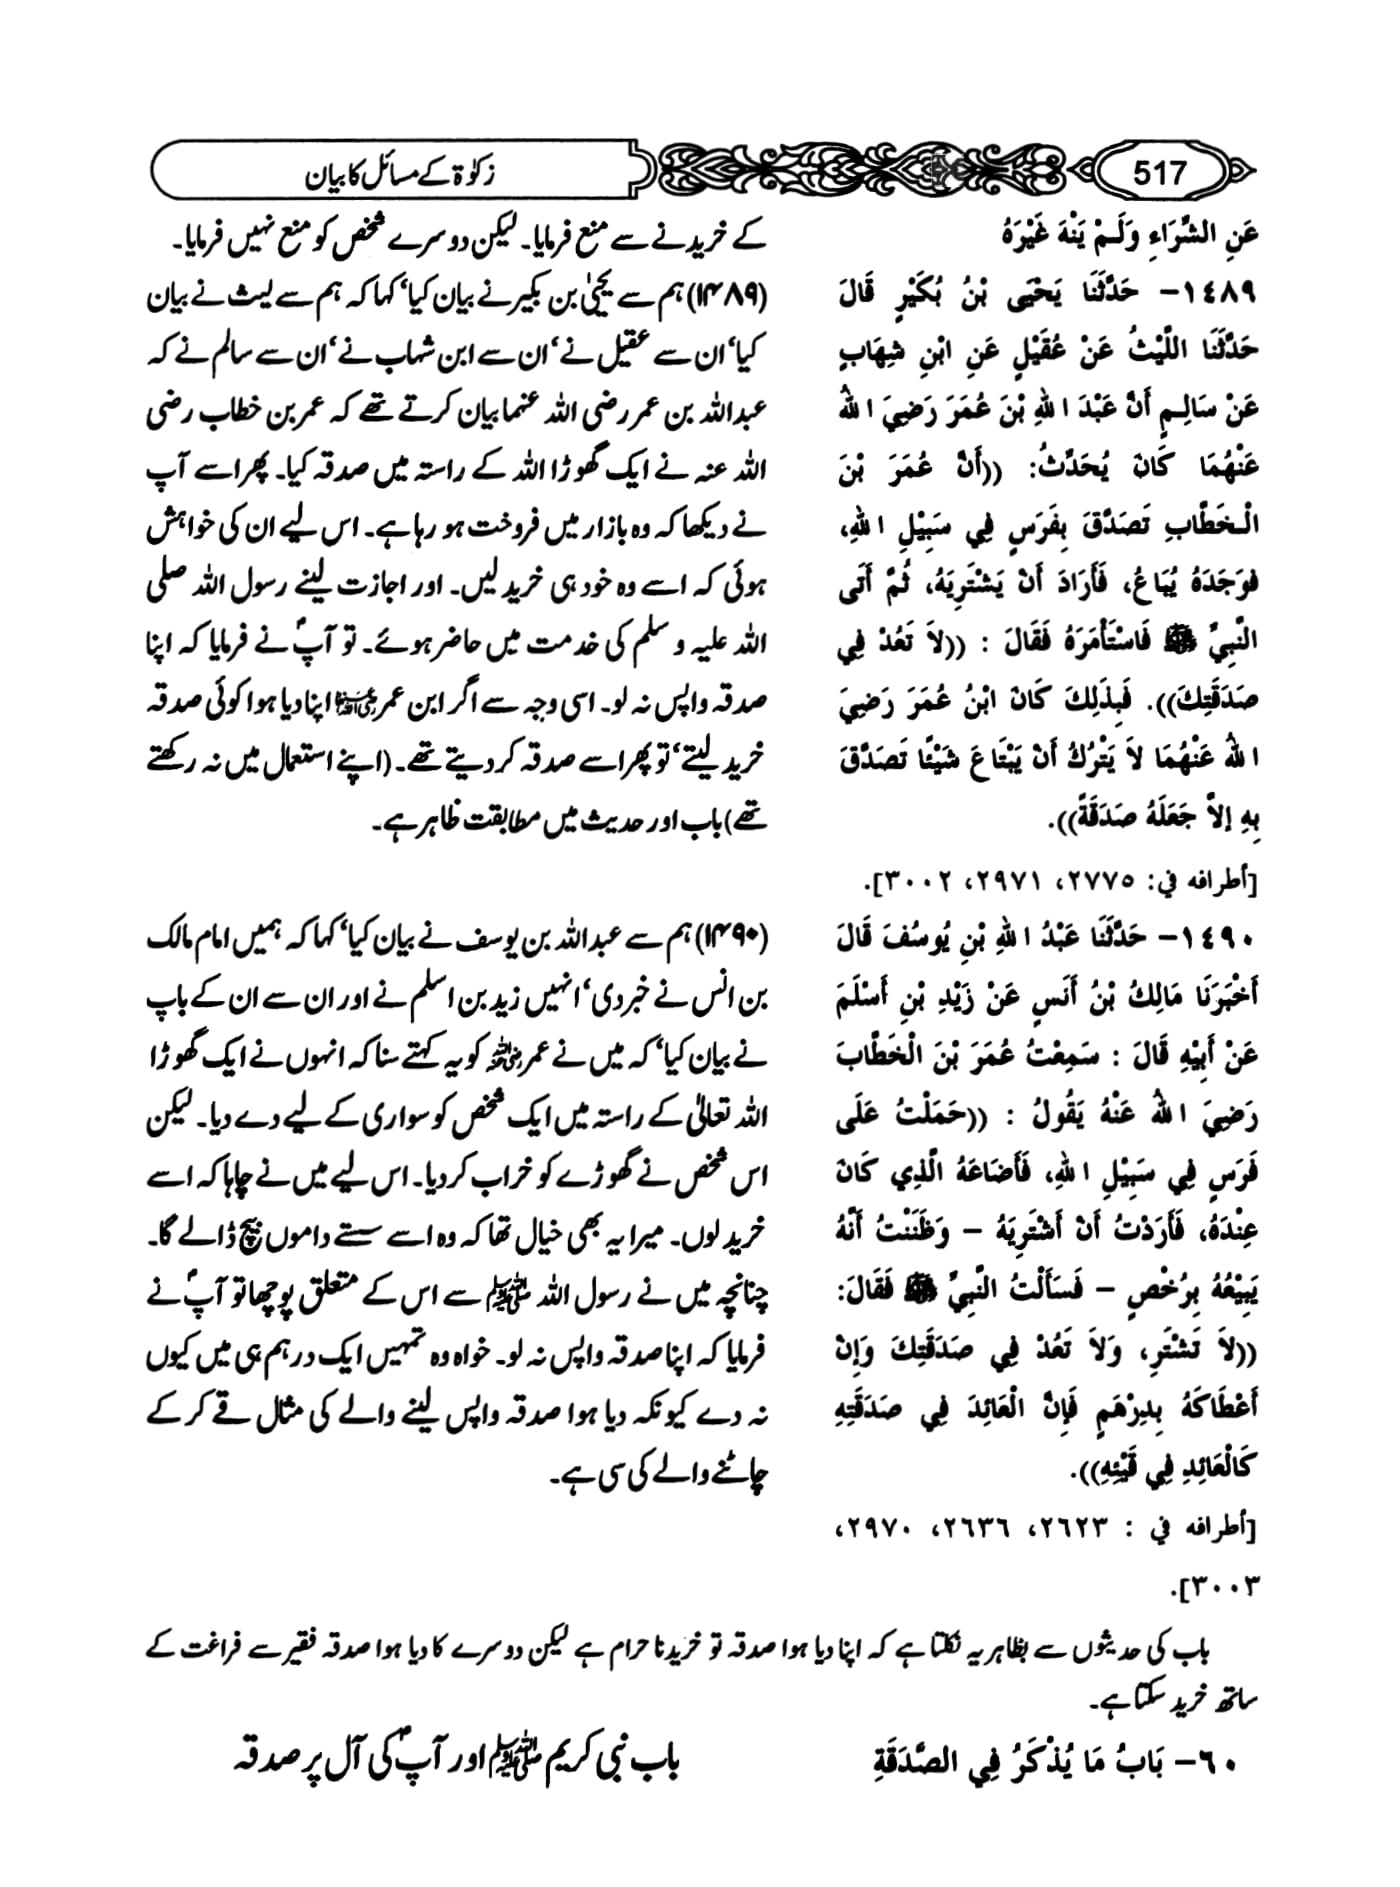 517
زکوٰۃ کے مسائل کا بیان
عَنِ الشِّرَاءِ وَلَمْ يَنْهَ غَيْرَهُ
١٤٨٩- حَدَّثَنَا يَحْيَى بْنُ بُكَيْرٍ قَالَ
حَدَّثَنَا اللَّيْثُ عَنْ عُقَيْلٍ عَنِ ابْنِ شِهَابٍ
عَنْ سَالِمٍ أَنَّ عَبْدَ اللهِ بْنَ عُمَرَ رَضِيَ اللهُ
عَنْهُمَا كَانَ يُحَدِّثُ: ((أَنَّ عُمَرَ بْنَ
الْخَطَّابِ تَصَدَّقَ بِفَرَسٍ فِي سَبِيْلِ اللهِ،
فَوَجَدَهُ يُبَاعُ، فَأَرَادَ أَنْ يَشْتَرِيَهُ، ثُمَّ أَتَى
النَّبِيَّ ﷺ فَاسْتَأْمَرَهُ فَقَالَ : ((لاَ تَعُدْ فِي
صَدَقَتِكَ)). فَبِذَلِكَ كَانَ ابْنُ عُمَرَ رَضِيَ
اللهُ عَنْهُمَا لاَ يَتْرُكُ أَنْ يَبْتَاعَ شَيْئًا تَصَدَّقَ
بِهِ إِلاَّ جَعَلَهُ صَدَقَةً)).
[أطرافه في: ٢٧٧٥، ٢٩٧١، ٣٠٠٢].
١٤٩٠- حَدَّثَنَا عَبْدُ اللهِ بْنِ يُوسُفَ قَالَ
أَخْبَرَنَا مَالِكُ بْنُ أَنَسٍ عَنْ زَيْدِ بْنِ أَسْلَمَ
عَنْ أَبِيْهِ قَالَ : سَمِعْتُ عُمَرَ بْنَ الْخَطَّابَ
رَضِيَ اللهُ عَنْهُ يَقُولُ : ((حَمَلْتُ عَلَى
فَرَسٍ فِي سَبِيْلِ اللهِ، فَأَضَاعَهُ الَّذِي كَانَ
عِنْدَهُ، فَأَرَدْتُ أَنْ أَشْتَرِيَهُ – وَظَنَنْتُ أَنَّهُ
يَبِيْعُهُ بِرُخْصٍ – فَسَأَلْتُ النَّبِيَّ ﷺ فَقَالَ:
((لاَ تَشْتَرِ، وَلاَ تَعُدْ فِي صَدَقَتِكَ وَإِنْ
أَعْطَاكَهُ بِدِرْهَمٍ فَإِنَّ الْعَائِدَ فِي صَدَقَتِهِ
كَالْعَائِدِ فِي قَيْئِهِ)).
[أطرافه في : ٢٦٢٣، ٢٦٣٦، ٢٩٧٠،
٣٠٠٣].
کے خریدنے سے منع فرمایا۔ لیکن دوسرے شخص کو منع نہیں فرمایا۔
(۱۴۸۹) ہم سے یحییٰ بن بکیر نے بیان کیا‘ کہا کہ ہم سے لیث نے بیان
کیا‘ ان سے عقیل نے‘ ان سے ابن شہاب نے‘ ان سے سالم نے کہ
عبداللہ بن عمر رضی اللہ عنہما بیان کرتے تھے کہ عمر بن خطاب رضی
اللہ عنہ نے ایک گھوڑا اللہ کے راستہ میں صدقہ کیا۔ پھر اسے آپ
نے دیکھا کہ وہ بازار میں فروخت ہو رہا ہے۔ اس لیے ان کی خواہش
ہوئی کہ اسے وہ خود ہی خرید لیں۔ اور اجازت لینے رسول اللہ صلی
اللہ علیہ و سلم کی خدمت میں حاضر ہوئے۔ تو آپؐ نے فرمایا کہ اپنا
صدقہ واپس نہ لو۔ اسی وجہ سے اگر ابن عمر رضی اللہ عنہما اپنا دیا ہوا کوئی صدقہ
خرید لیتے‘ تو پھر اسے صدقہ کر دیتے تھے۔ (اپنے استعمال میں نہ رکھتے
تھے) باب اور حدیث میں مطابقت ظاہر ہے۔
(۱۴۹۰) ہم سے عبداللہ بن یوسف نے بیان کیا‘ کہا کہ ہمیں امام مالک
بن انس نے خبر دی‘ انہیں زید بن اسلم نے اور ان سے ان کے باپ
نے بیان کیا‘ کہ میں نے عمر رضی اللہ عنہ کو یہ کہتے سنا کہ انہوں نے ایک گھوڑا
اللہ تعالیٰ کے راستہ میں ایک شخص کو سواری کے لیے دے دیا۔ لیکن
اس شخص نے گھوڑے کو خراب کر دیا۔ اس لیے میں نے چاہا کہ اسے
خرید لوں۔ میرا یہ بھی خیال تھا کہ وہ اسے سستے داموں بیچ ڈالے گا۔
چنانچہ میں نے رسول اللہ ﷺ سے اس کے متعلق پوچھا تو آپؐ نے
فرمایا کہ اپنا صدقہ واپس نہ لو۔ خواہ وہ تمہیں ایک درہم ہی میں کیوں
نہ دے کیونکہ دیا ہوا صدقہ واپس لینے والے کی مثال قے کر کے
چاٹنے والے کی سی ہے۔
باب کی حدیثوں سے بظاہر یہ نکلتا ہے کہ اپنا دیا ہوا صدقہ تو خریدنا حرام ہے لیکن دوسرے کا دیا ہوا صدقہ فقیر سے فراغت کے
ساتھ خرید سکتا ہے۔
٦٠- بَابُ مَا يُذْكَرُ فِي الصَّدَقَةِ
باب نبی کریم ﷺ اور آپؐ کی آل پر صدقہ